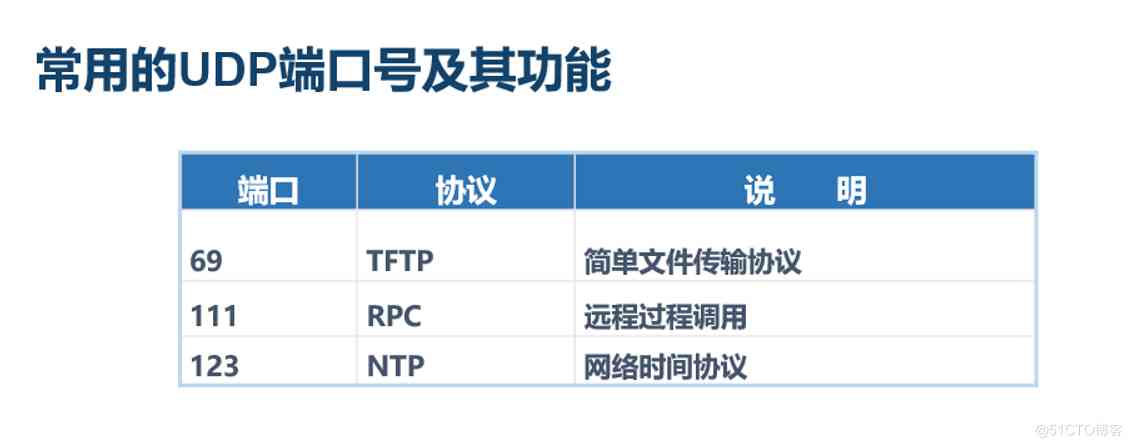 常用的UDP端口号及其功能
端口 协议 说 明
69 TFTP 简单文件传输协议
111 RPC 远程过程调用
123 NTP 网络时间协议
@51CTO博客